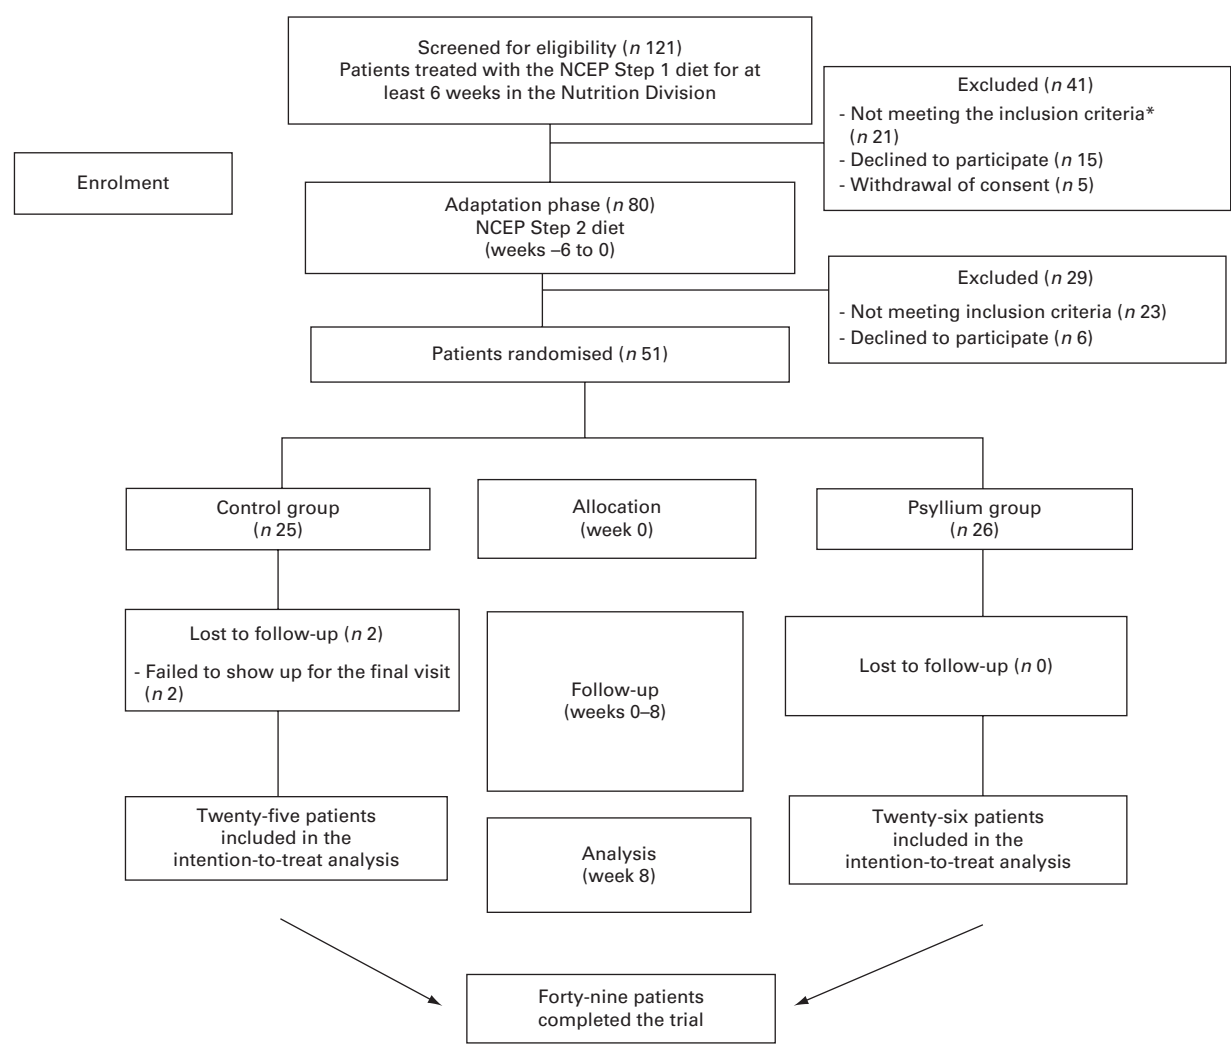 Screened for eligibility (n 121)
Patients treated with the NCEP Step 1 diet for at
least 6 weeks in the Nutrition Division
Excluded (n 41)
- Not meeting the inclusion criteria*
(n 21)
- Declined to participate (n 15)
- Withdrawal of consent (n 5)
Enrolment
Adaptation phase (n 80)
NCEP Step 2 diet
(weeks –6 to 0)
Excluded (n 29)
- Not meeting inclusion criteria (n 23)
- Declined to participate (n 6)
Patients randomised (n 51)
Control group
(n 25)
Allocation
(week 0)
Psyllium group
(n 26)
Lost to follow-up (n 2)
- Failed to show up for the final visit
(n 2)
Follow-up
(weeks 0–8)
Lost to follow-up (n 0)
Twenty-five patients
included in the
intention-to-treat analysis
Analysis
(week 8)
Twenty-six patients
included in the
intention-to-treat analysis
Forty-nine patients
completed the trial